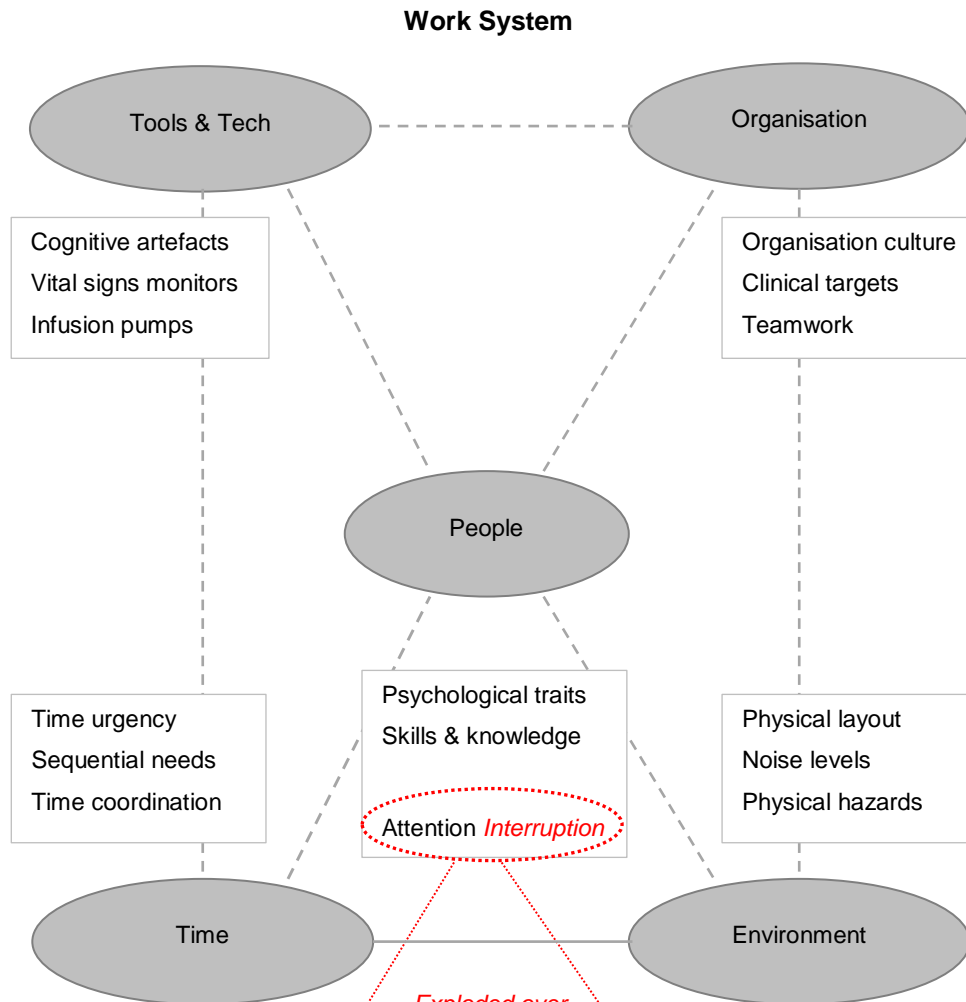 Work System
Tools & Tech
Organisation
Cognitive artefacts
Vital signs monitors
Infusion pumps
Organisation culture
Clinical targets
Teamwork
People
Psychological traits
Skills & knowledge
Attention Interruption
Time urgency
Sequential needs
Time coordination
Physical layout
Noise levels
Physical hazards
Time
Environment
Exploded over